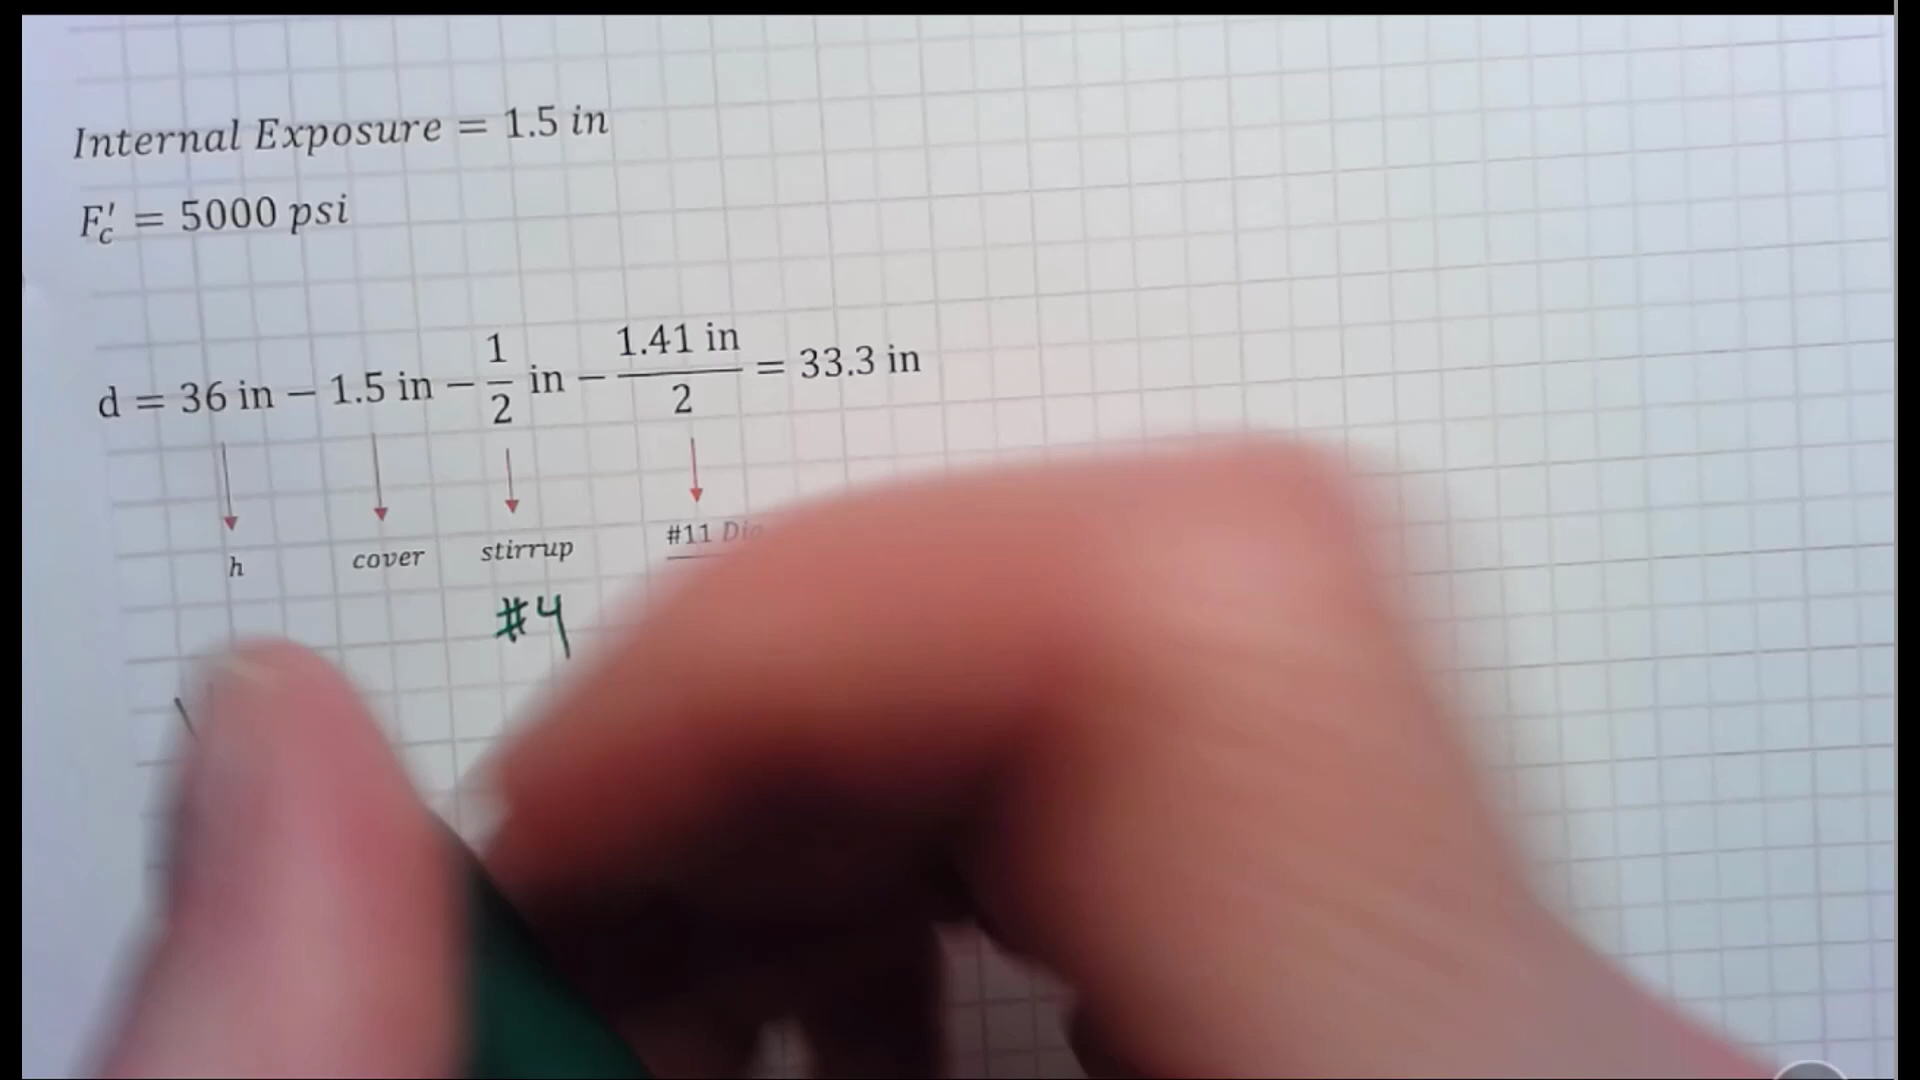 Internal Exposure = 1.5 in
F'c = 5000 psi
d = 36 in − 1.5 in − 1/2 in − 1.41 in/2 = 33.3 in
h cover stirrup #11
#4